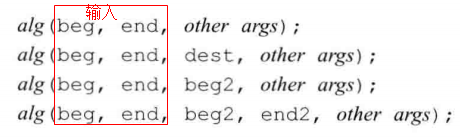 输入
alg(beg, end, other args);
alg(beg, end, dest, other args);
alg(beg, end, beg2, other args);
alg(beg, end, beg2, end2, other args);